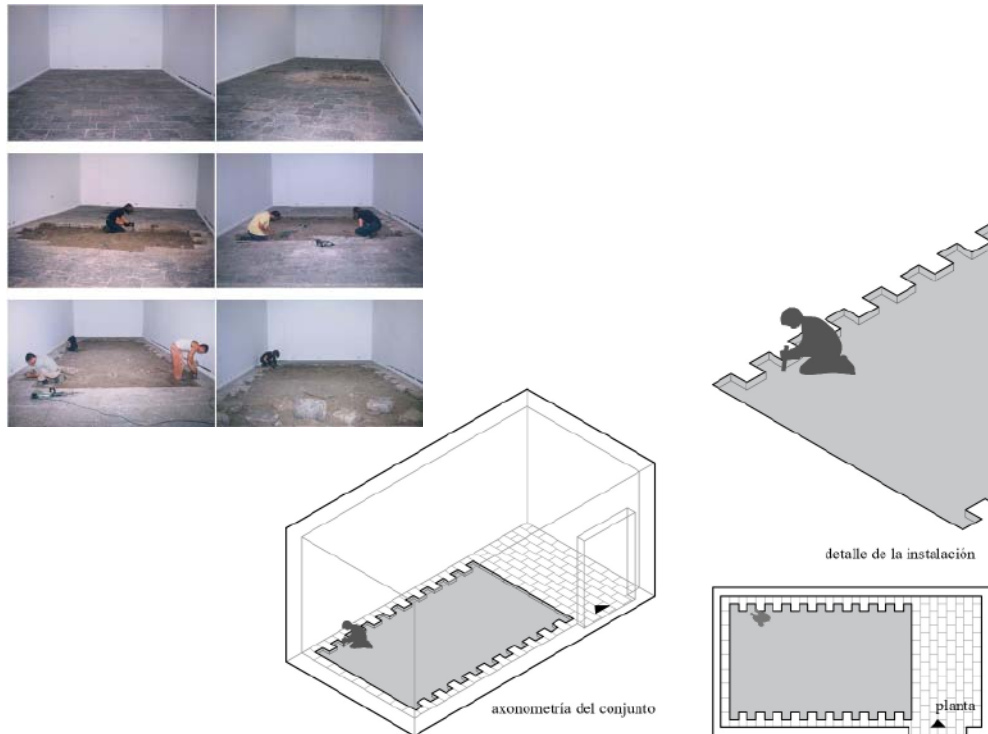 detalle de la instalación
axonometría del conjunto
planta